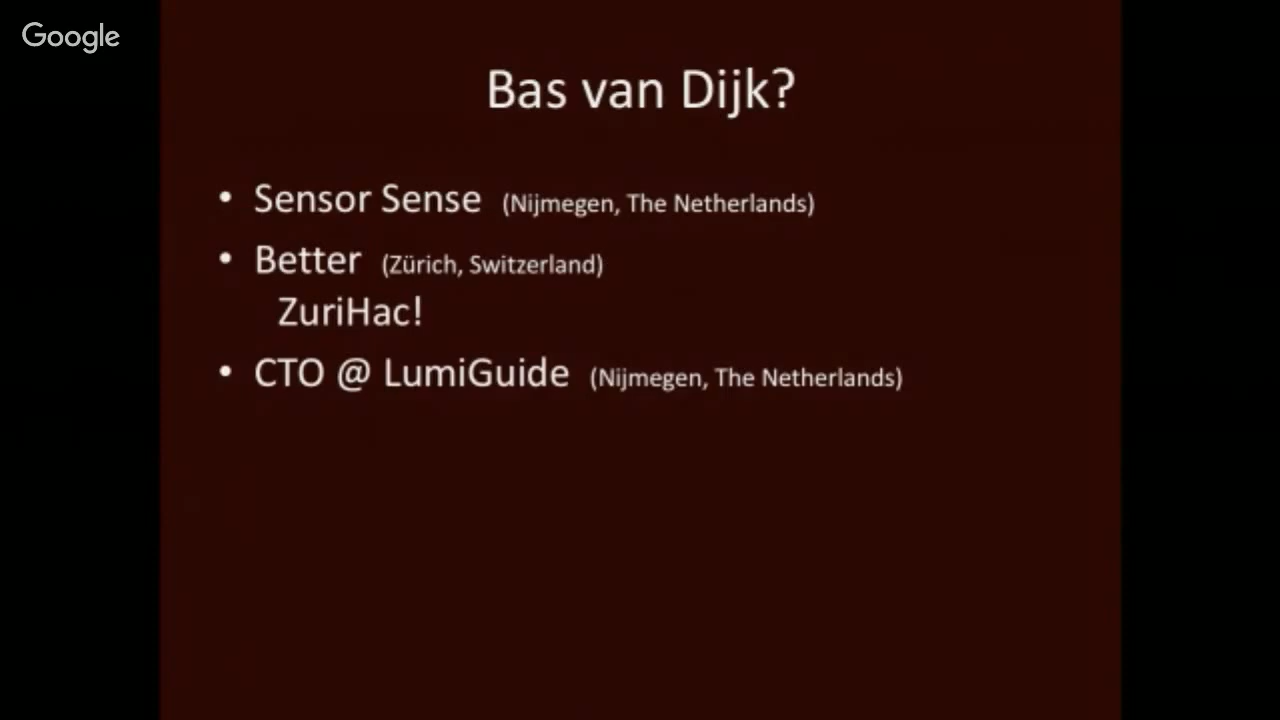 Google
Bas van Dijk?
• Sensor Sense (Nijmegen, The Netherlands)
• Better (Zürich, Switzerland)
ZuriHac!
• CTO @ LumiGuide (Nijmegen, The Netherlands)